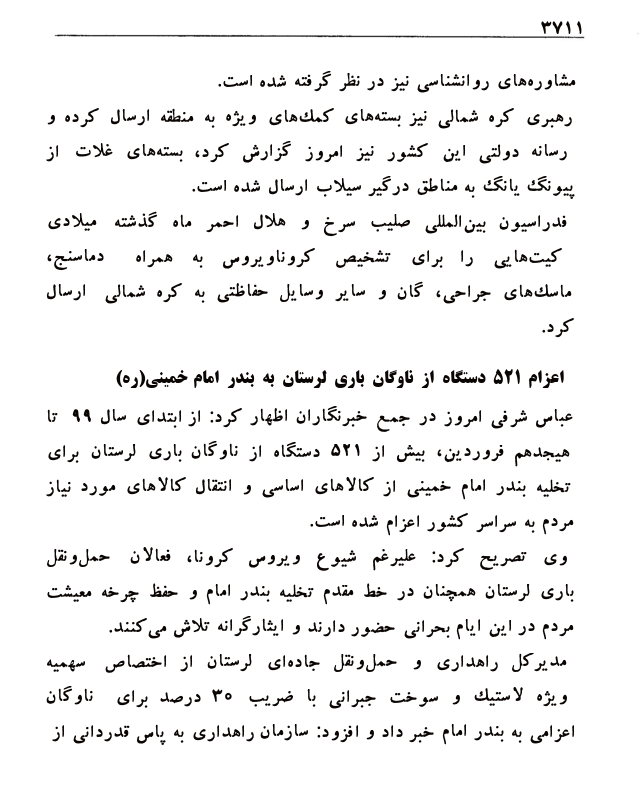 ۳۷۱۱
مشاوره‌های روانشناسی نیز در نظر گرفته شده است.
رهبری کره شمالی نیز بسته‌های کمك‌های ویژه به منطقه ارسال کرده و
رسانه دولتی این کشور نیز امروز گزارش کرد، بسته‌های غلات از
پیونگ یانگ به مناطق درگیر سیلاب ارسال شده است.
فدراسیون بین‌المللی صلیب سرخ و هلال احمر ماه گذشته میلادی
کیت‌هایی را برای تشخیص کروناویروس به همراه دماسنج،
ماسك‌های جراحی، گان و سایر وسایل حفاظتی به کره شمالی ارسال
کرد.
اعزام ۵۲۱ دستگاه از ناوگان باری لرستان به بندر امام خمینی(ره)
عباس شرفی امروز در جمع خبرنگاران اظهار کرد: از ابتدای سال ۹۹ تا
هیجدهم فروردین، بیش از ۵۲۱ دستگاه از ناوگان باری لرستان برای
تخلیه بندر امام خمینی از کالاهای اساسی و انتقال کالاهای مورد نیاز
مردم به سراسر کشور اعزام شده است.
وی تصریح کرد: علیرغم شیوع ویروس کرونا، فعالان حمل‌ونقل
باری لرستان همچنان در خط مقدم تخلیه بندر امام و حفظ چرخه معیشت
مردم در این ایام بحرانی حضور دارند و ایثارگرانه تلاش می‌کنند.
مدیرکل راهداری و حمل‌ونقل جاده‌ای لرستان از اختصاص سهمیه
ویژه لاستیك و سوخت جبرانی با ضریب ۳۰ درصد برای ناوگان
اعزامی به بندر امام خبر داد و افزود: سازمان راهداری به پاس قدردانی از